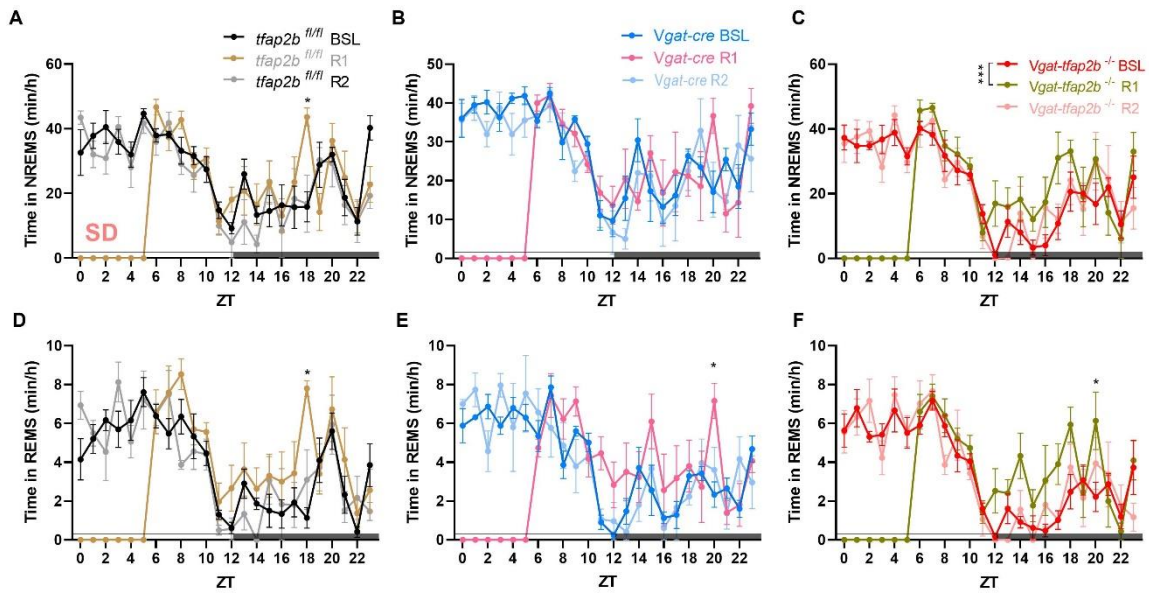 A
tfap2b fl/fl BSL
tfap2b fl/fl R1
tfap2b fl/fl R2
Time in NREMS (min/h)
60
40
20
0
SD
*
0 2 4 6 8 10 12 14 16 18 20 22
ZT
B
Vgat-cre BSL
Vgat-cre R1
Vgat-cre R2
Time in NREMS (min/h)
50
40
30
20
10
0
0 2 4 6 8 10 12 14 16 18 20 22
ZT
C
***
Vgat-tfap2b -/- BSL
Vgat-tfap2b -/- R1
Vgat-tfap2b -/- R2
Time in NREMS (min/h)
60
40
20
0
0 2 4 6 8 10 12 14 16 18 20 22
ZT
D
Time in REMS (min/h)
10
8
6
4
2
0
*
0 2 4 6 8 10 12 14 16 18 20 22
ZT
E
Time in REMS (min/h)
10
8
6
4
2
0
*
0 2 4 6 8 10 12 14 16 18 20 22
ZT
F
Time in REMS (min/h)
10
8
6
4
2
0
*
0 2 4 6 8 10 12 14 16 18 20 22
ZT